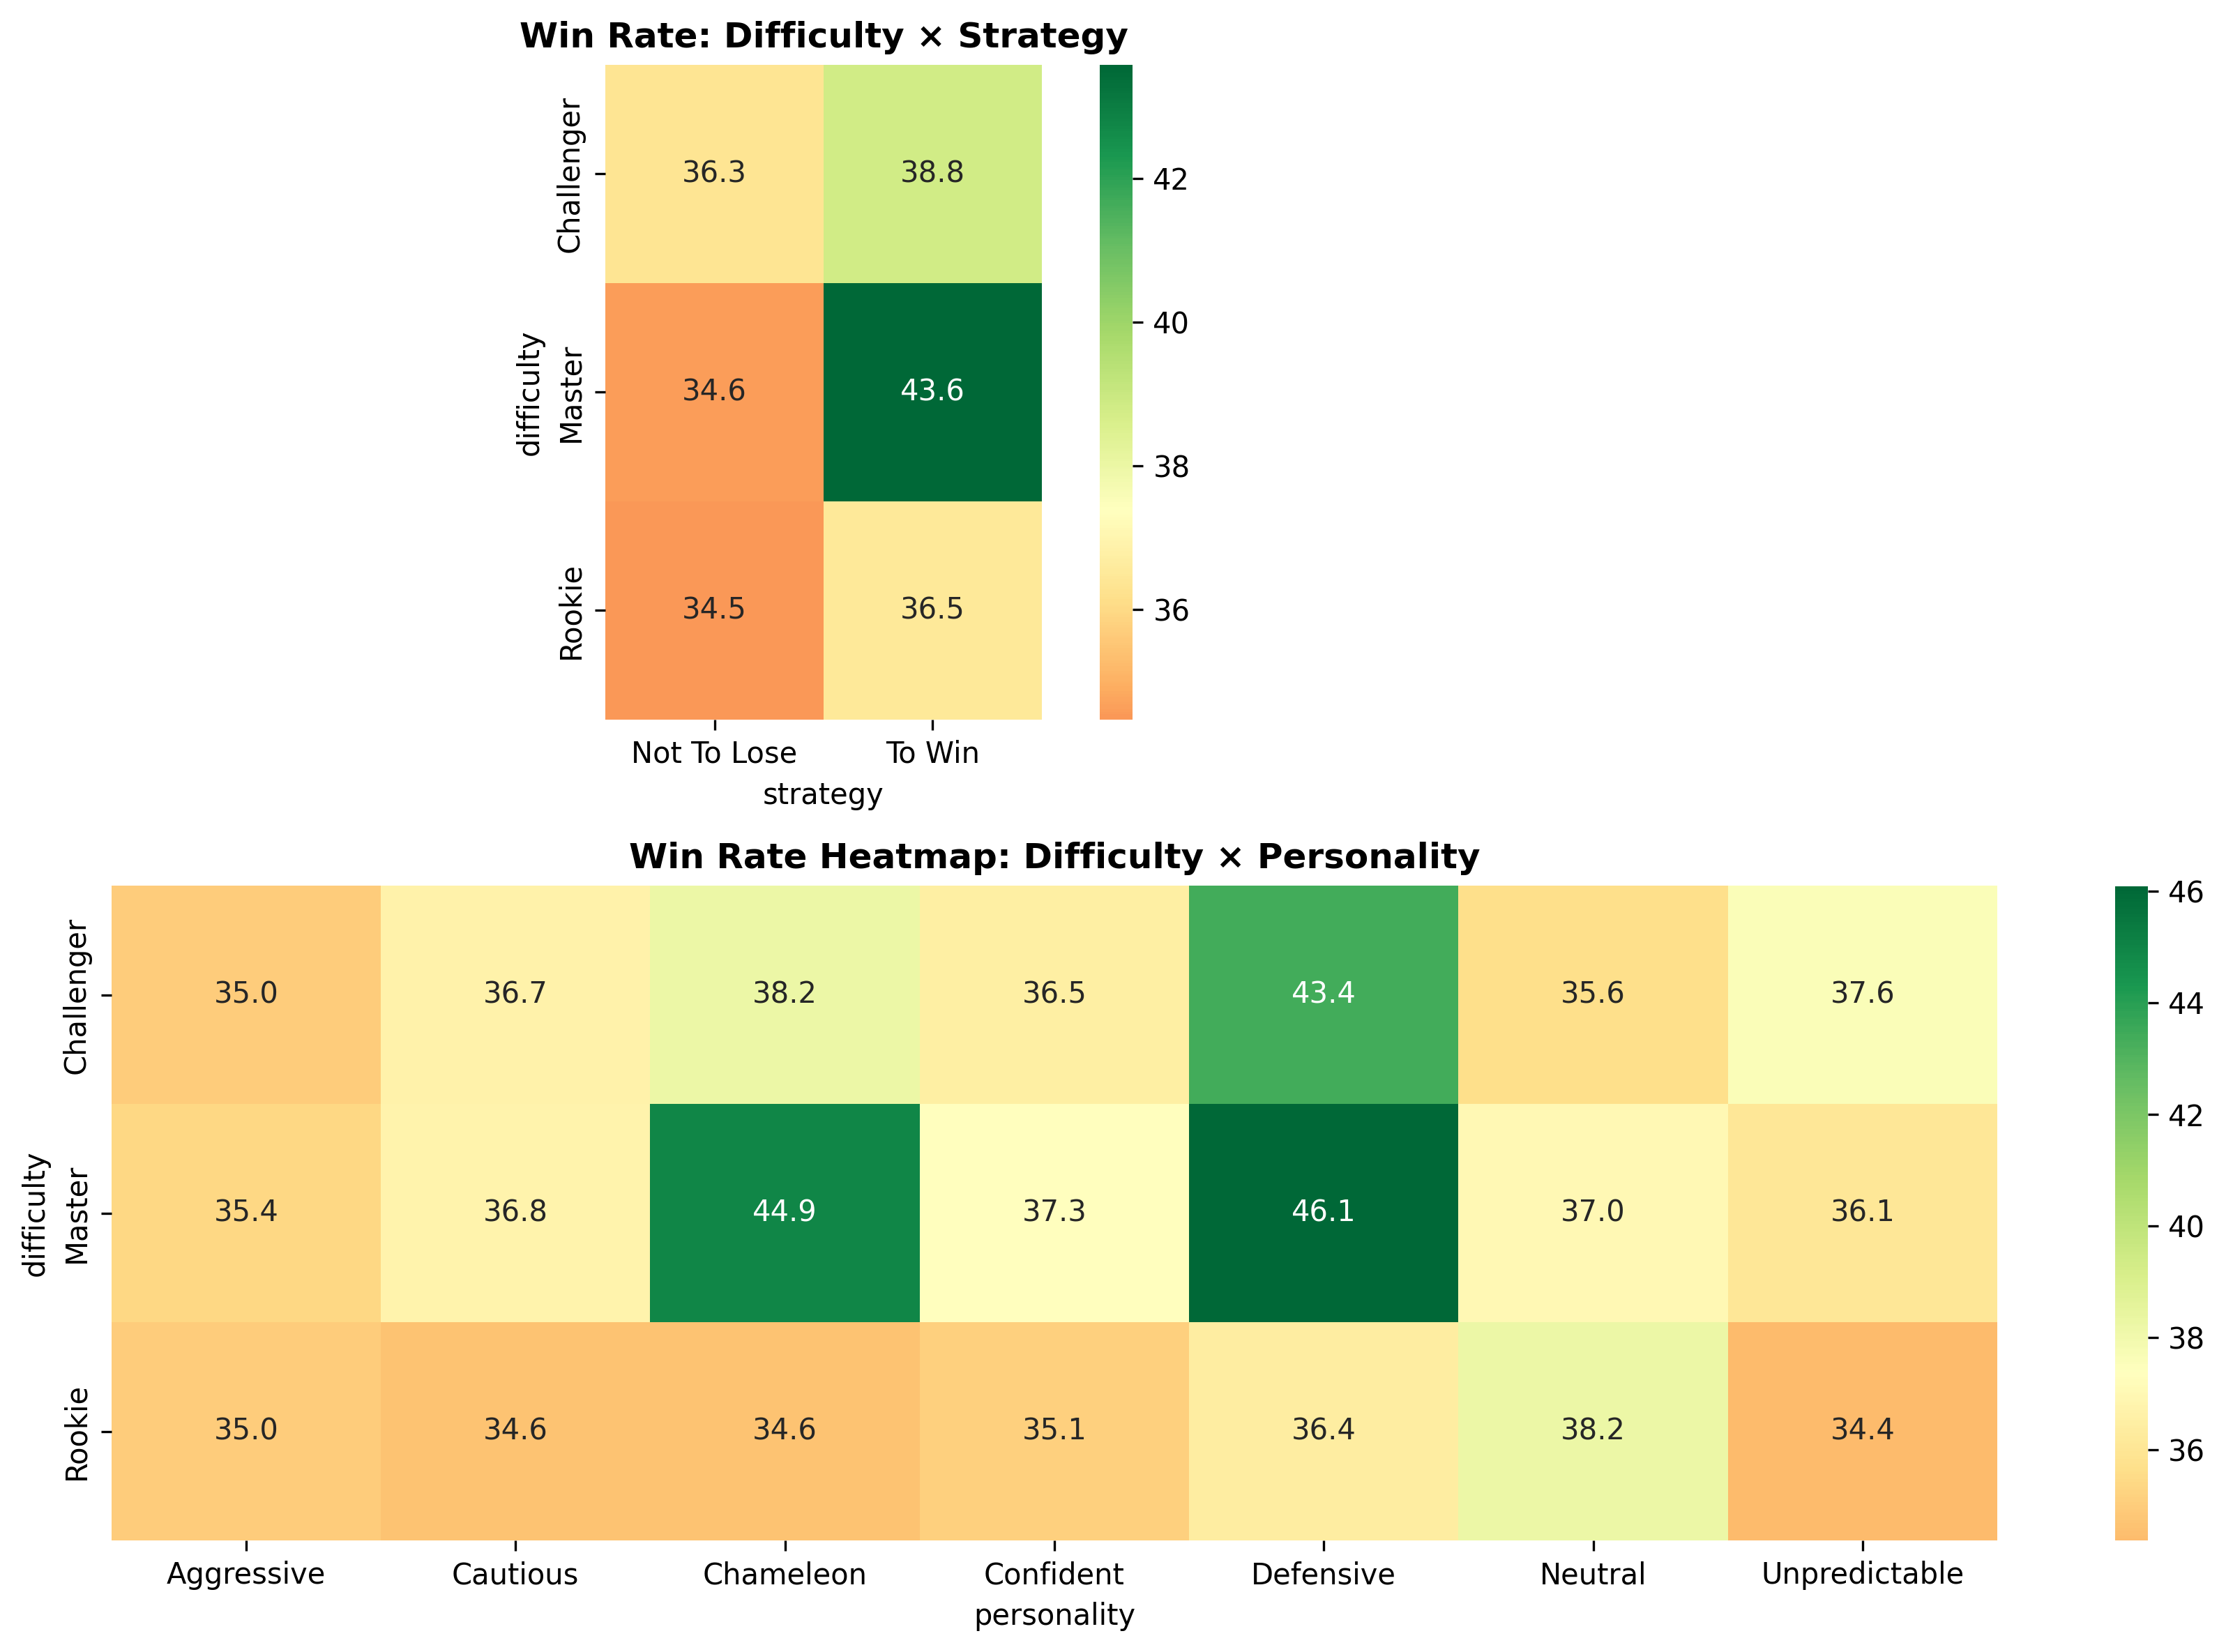 Win Rate: Difficulty × Strategy
Challenger 36.3 38.8
Master 34.6 43.6
Rookie 34.5 36.5
difficulty
Not To Lose To Win
strategy
42
40
38
36
Win Rate Heatmap: Difficulty × Personality
Challenger 35.0 36.7 38.2 36.5 43.4 35.6 37.6
Master 35.4 36.8 44.9 37.3 46.1 37.0 36.1
Rookie 35.0 34.6 34.6 35.1 36.4 38.2 34.4
difficulty
Aggressive Cautious Chameleon Confident Defensive Neutral Unpredictable
personality
46
44
42
40
38
36